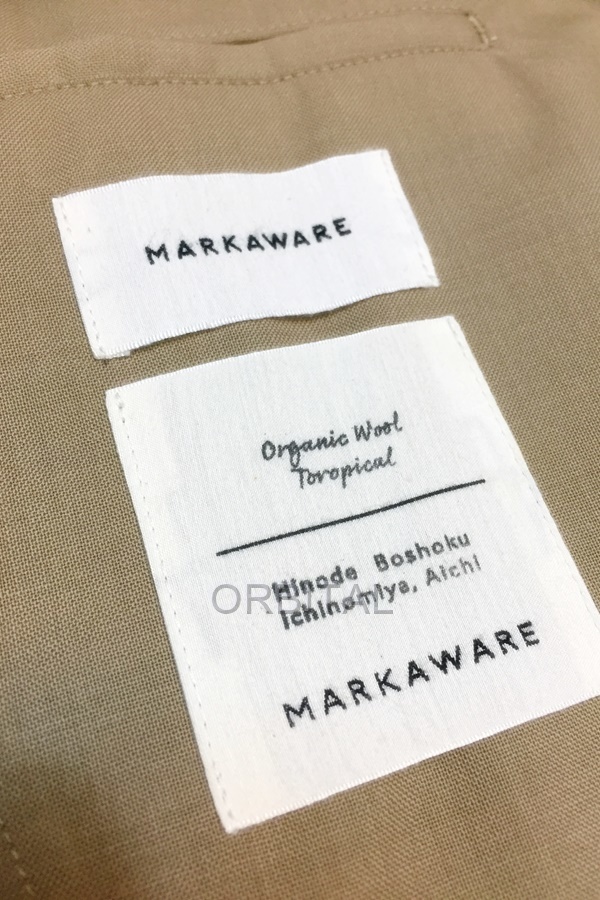 MARKAWARE
Organic Wool
Toropical
Hinode Boshoku
ORBITAL
Ichinomiya, Aichi
MARKAWARE